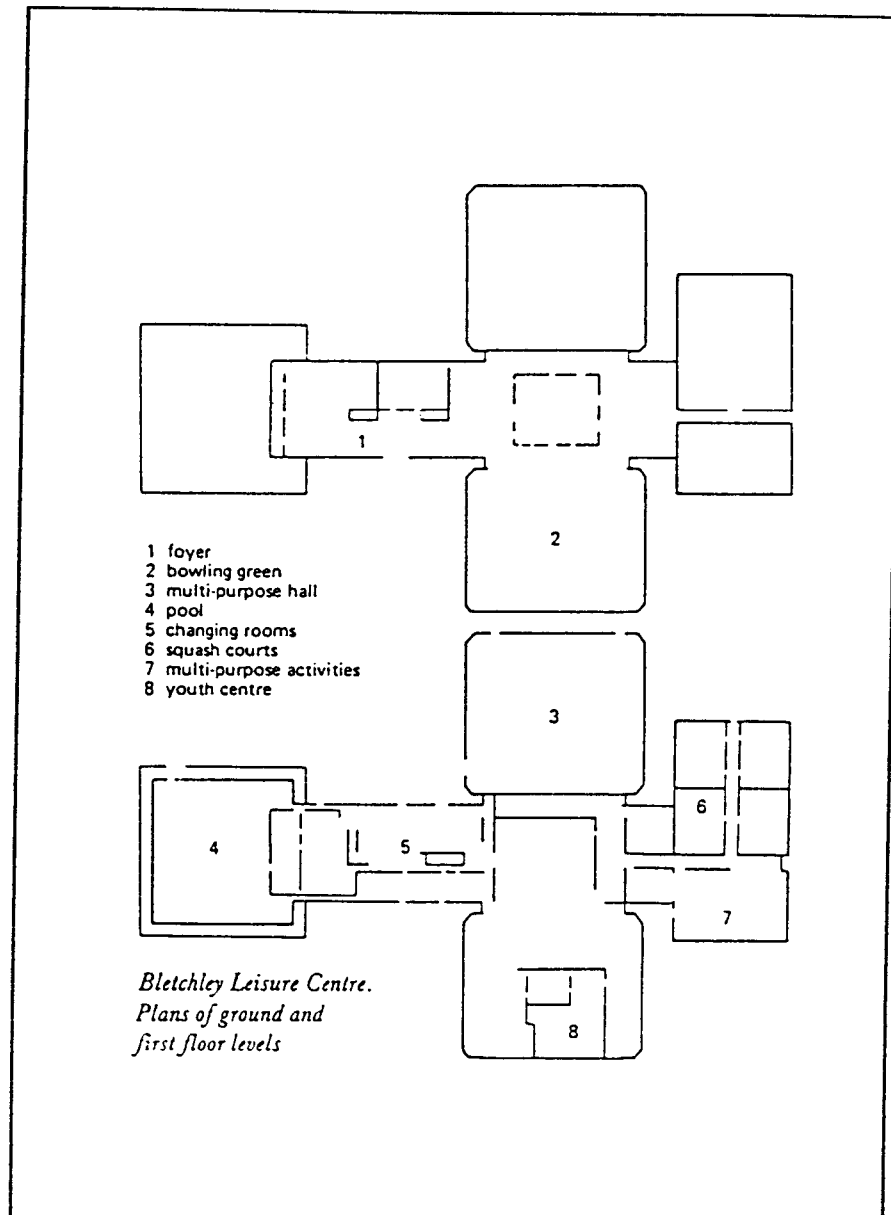 1
2
1 foyer
2 bowling green
3 multi-purpose hall
4 pool
5 changing rooms
6 squash courts
7 multi-purpose activities
8 youth centre
3
6
4
5
7
Bletchley Leisure Centre.
Plans of ground and
first floor levels
8